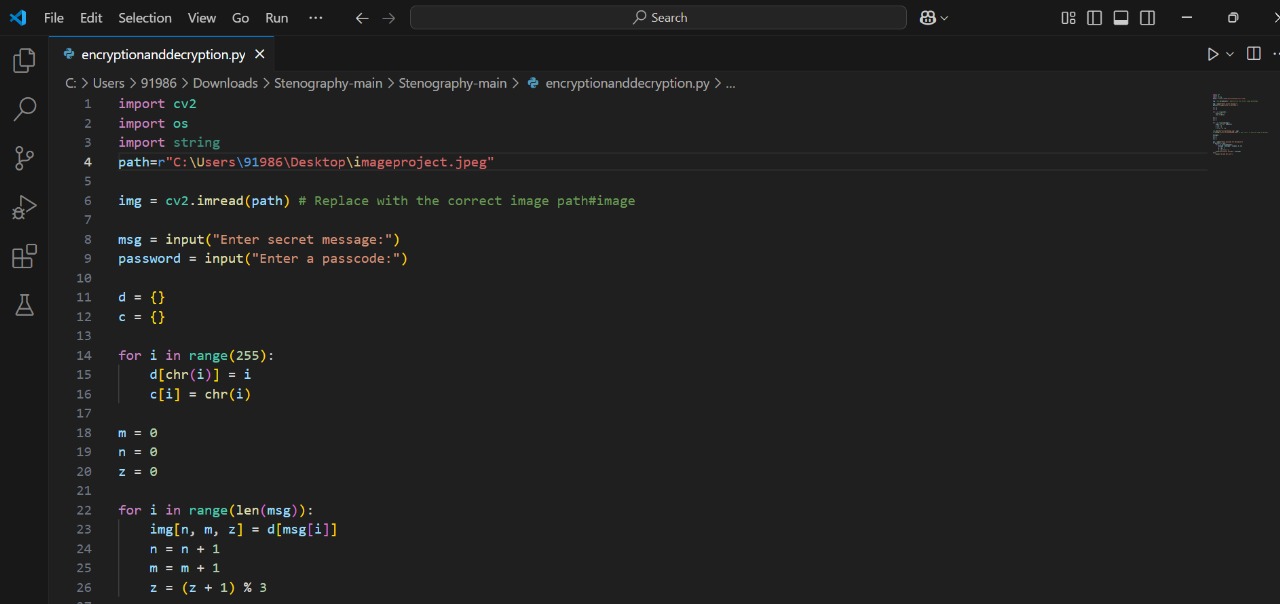 File Edit Selection View Go Run ··· Search
encryptionanddecryption.py
C: > Users > 91986 > Downloads > Stenography-main > Stenography-main > encryptionanddecryption.py > ...
1 import cv2
2 import os
3 import string
4 path=r"C:\Users\91986\Desktop\imageproject.jpeg"
5
6 img = cv2.imread(path) # Replace with the correct image path#image
7
8 msg = input("Enter secret message:")
9 password = input("Enter a passcode:")
10
11 d = {}
12 c = {}
13
14 for i in range(255):
15     d[chr(i)] = i
16     c[i] = chr(i)
17
18 m = 0
19 n = 0
20 z = 0
21
22 for i in range(len(msg)):
23     img[n, m, z] = d[msg[i]]
24     n = n + 1
25     m = m + 1
26     z = (z + 1) % 3